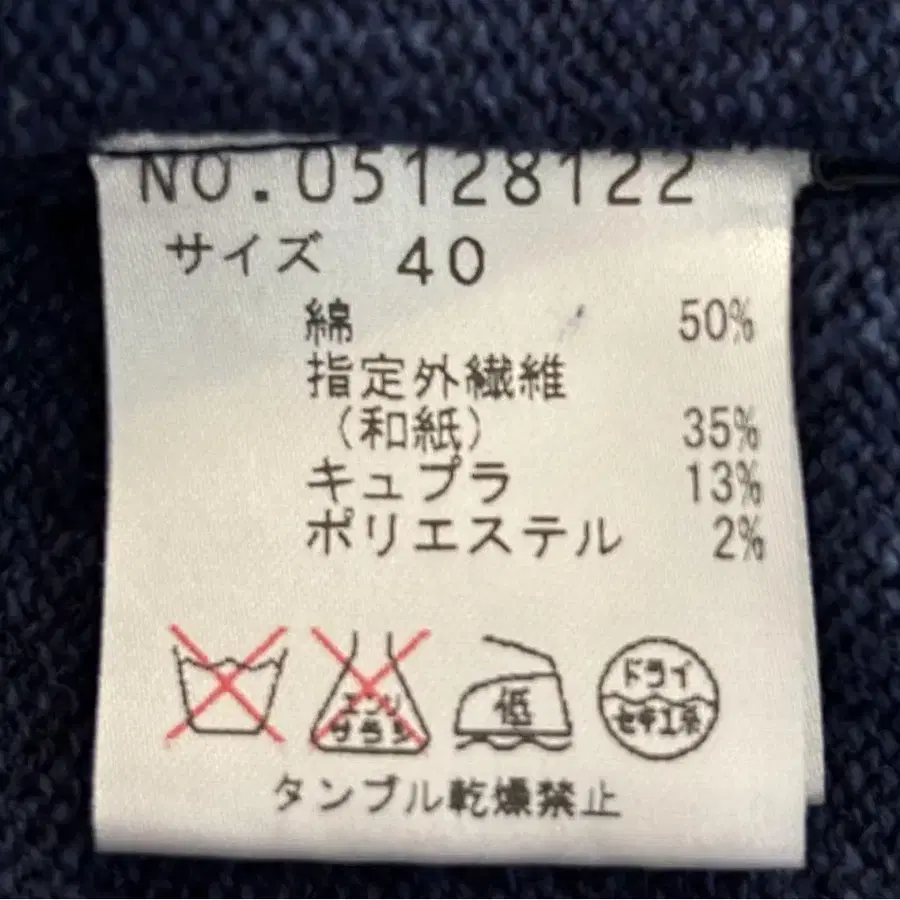 NO.05128122
サイズ 40
綿 50%
指定外繊維
(和紙) 35%
キュプラ 13%
ポリエステル 2%
エンソ
サラシ
低
ドライ
セキユ系
タンブル乾燥禁止